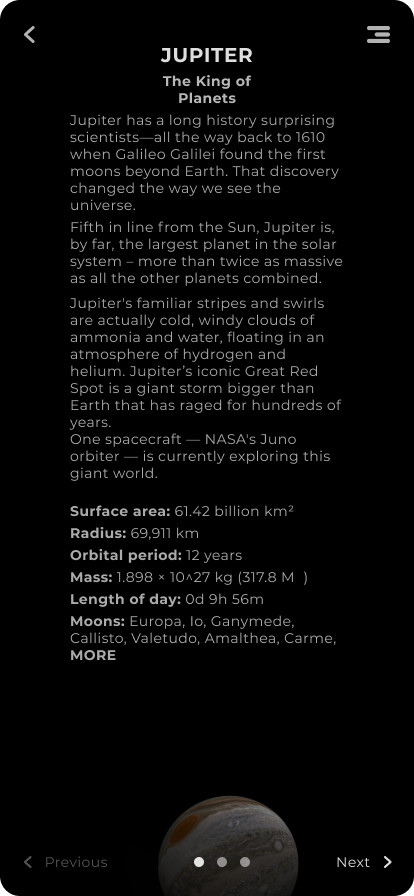 JUPITER
The King of
Planets
Jupiter has a long history surprising
scientists—all the way back to 1610
when Galileo Galilei found the first
moons beyond Earth. That discovery
changed the way we see the
universe.
Fifth in line from the Sun, Jupiter is,
by far, the largest planet in the solar
system – more than twice as massive
as all the other planets combined.
Jupiter's familiar stripes and swirls
are actually cold, windy clouds of
ammonia and water, floating in an
atmosphere of hydrogen and
helium. Jupiter’s iconic Great Red
Spot is a giant storm bigger than
Earth that has raged for hundreds of
years.
One spacecraft — NASA's Juno
orbiter — is currently exploring this
giant world.
Surface area: 61.42 billion km²
Radius: 69,911 km
Orbital period: 12 years
Mass: 1.898 × 10^27 kg (317.8 M  )
Length of day: 0d 9h 56m
Moons: Europa, Io, Ganymede,
Callisto, Valetudo, Amalthea, Carme,
MORE
Previous
Next